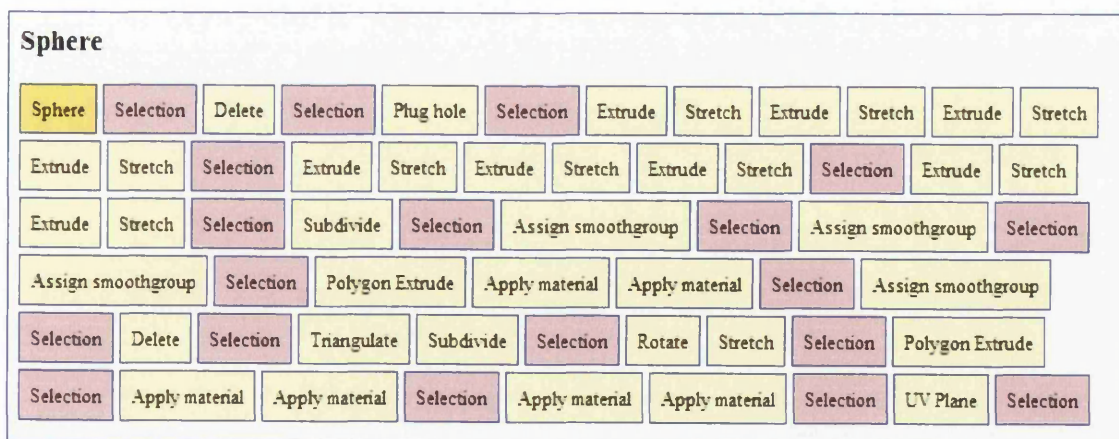 Sphere
Sphere Selection Delete Selection Plug hole Selection Extrude Stretch Extrude Stretch Extrude Stretch
Extrude Stretch Selection Extrude Stretch Extrude Stretch Extrude Stretch Selection Extrude Stretch
Extrude Stretch Selection Subdivide Selection Assign smoothgroup Selection Assign smoothgroup Selection
Assign smoothgroup Selection Polygon Extrude Apply material Apply material Selection Assign smoothgroup
Selection Delete Selection Triangulate Subdivide Selection Rotate Stretch Selection Polygon Extrude
Selection Apply material Apply material Selection Apply material Apply material Selection UV Plane Selection